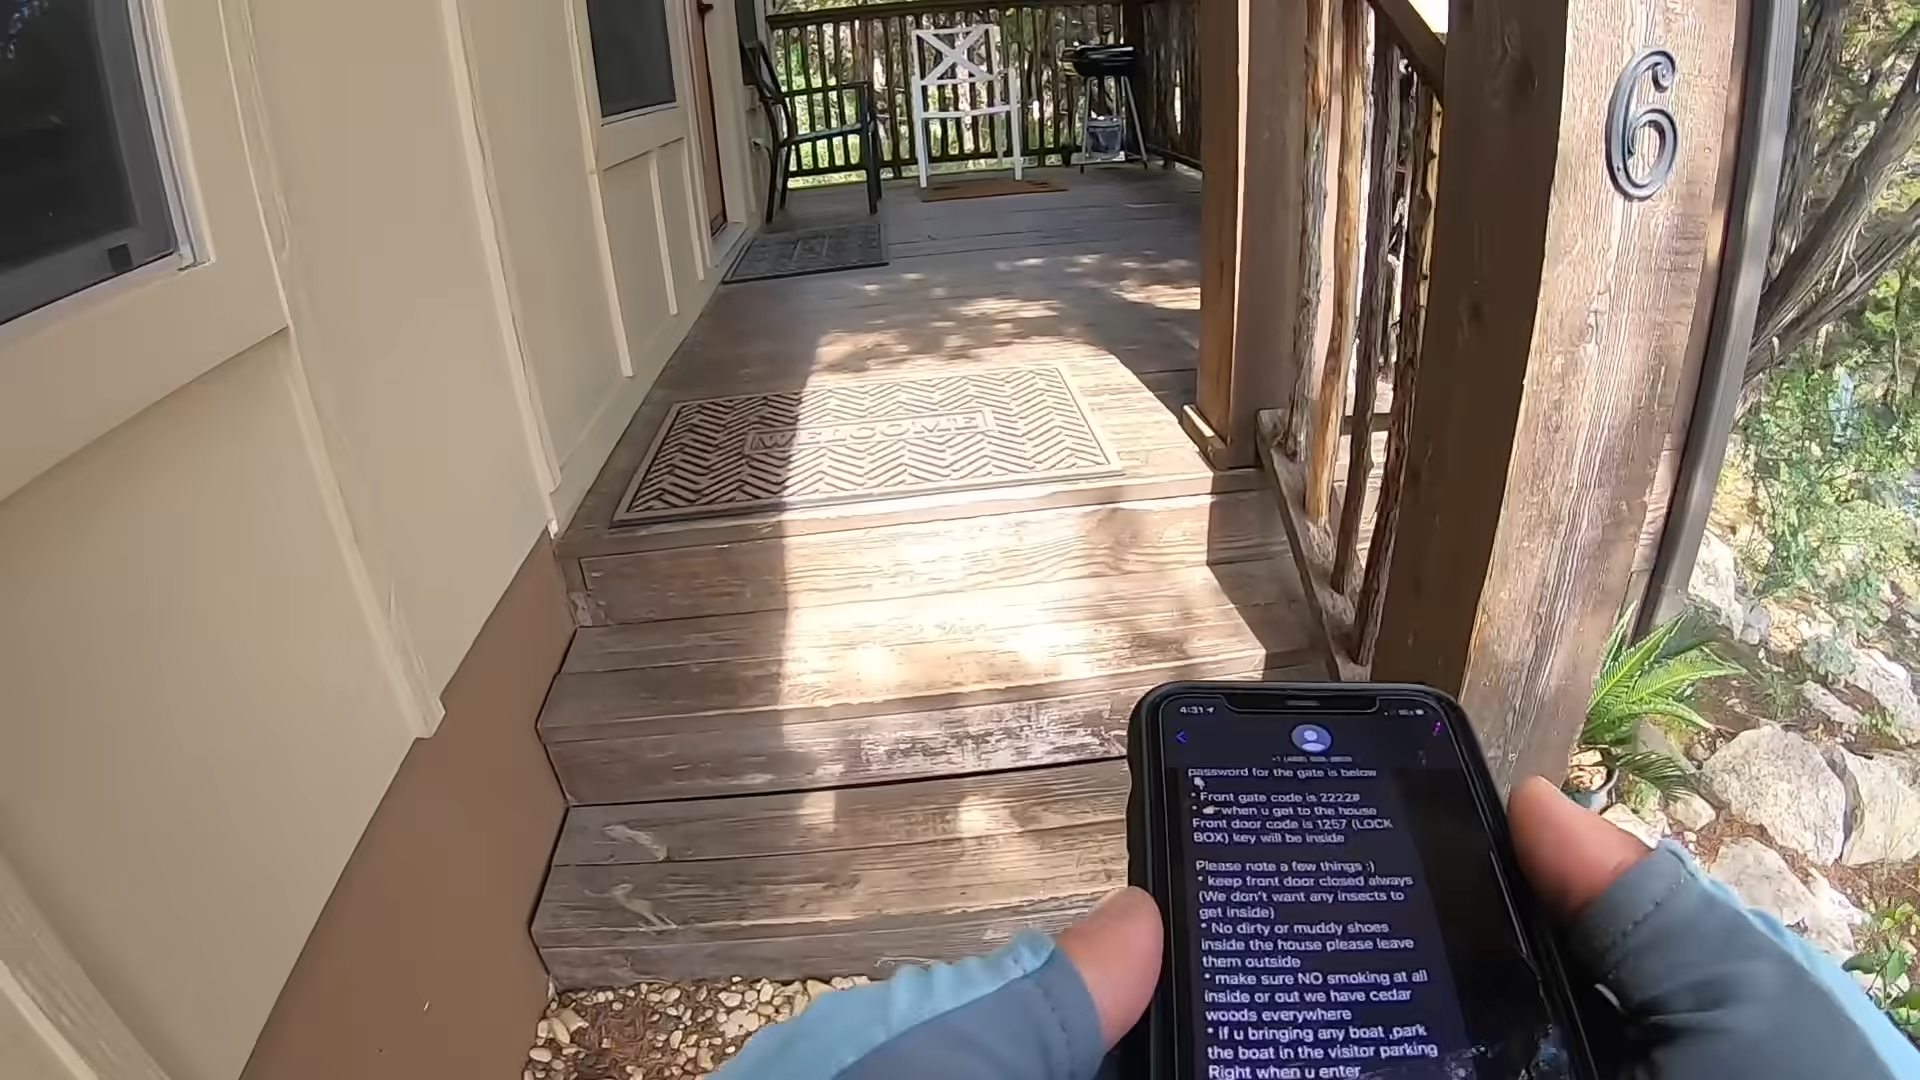 6
WELCOME
4:31
password for the gate is below
👇
* Front gate code is 2222#
* when u get to the house
Front door code is 1257 (LOCK
BOX) key will be inside
Please note a few things :)
* keep front door closed always
(We don't want any insects to
get inside)
* No dirty or muddy shoes
inside the house please leave
them outside
* make sure NO smoking at all
inside or out we have cedar
woods everywhere
* if u bringing any boat ,park
the boat in the visitor parking
Right when u enter